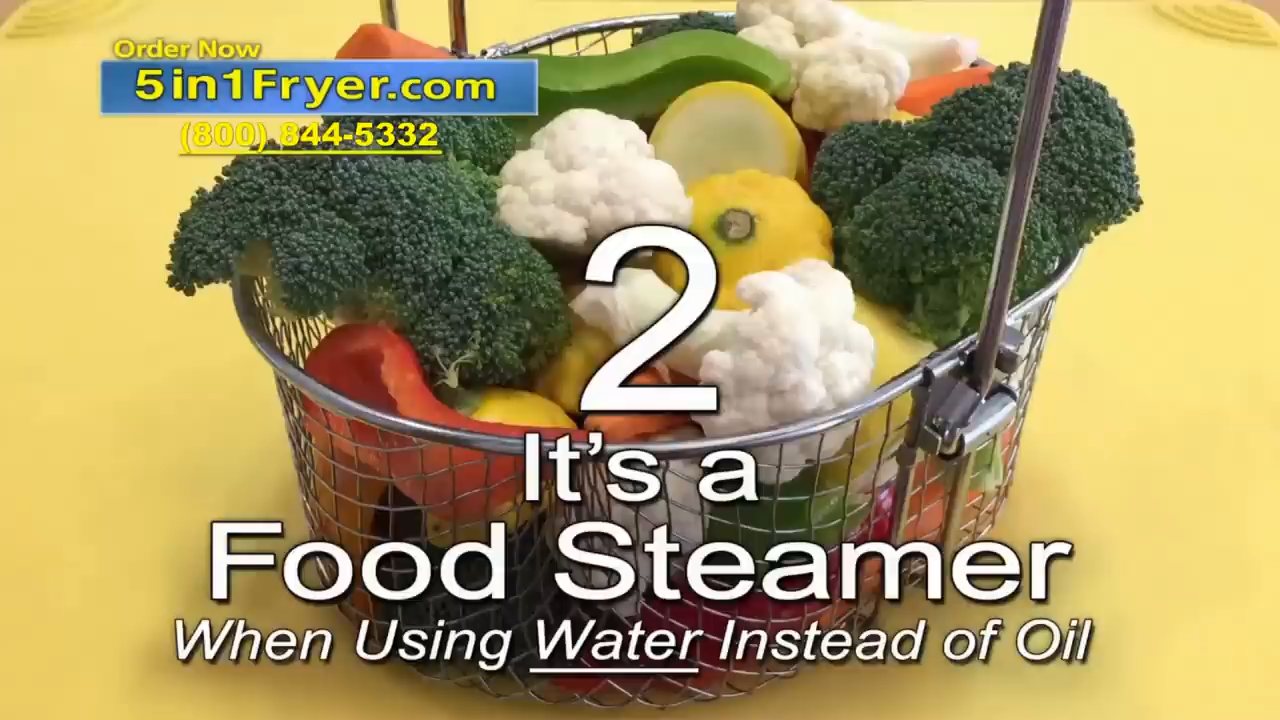 Order Now
5in1Fryer.com
(800) 844-5332
2
It's a
Food Steamer
When Using Water Instead of Oil